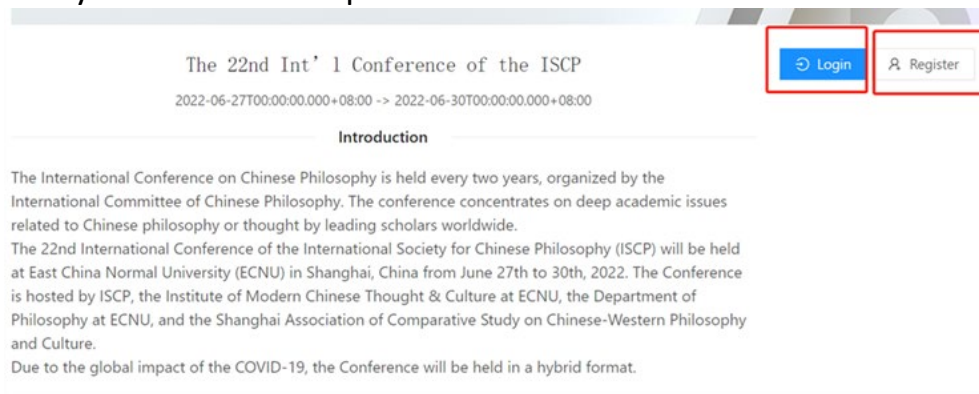 The 22nd Int’l Conference of the ISCP
Login
Register
2022-06-27T00:00:00.000+08:00 -> 2022-06-30T00:00:00.000+08:00
Introduction
The International Conference on Chinese Philosophy is held every two years, organized by the
International Committee of Chinese Philosophy. The conference concentrates on deep academic issues
related to Chinese philosophy or thought by leading scholars worldwide.
The 22nd International Conference of the International Society for Chinese Philosophy (ISCP) will be held
at East China Normal University (ECNU) in Shanghai, China from June 27th to 30th, 2022. The Conference
is hosted by ISCP, the Institute of Modern Chinese Thought & Culture at ECNU, the Department of
Philosophy at ECNU, and the Shanghai Association of Comparative Study on Chinese-Western Philosophy
and Culture.
Due to the global impact of the COVID-19, the Conference will be held in a hybrid format.